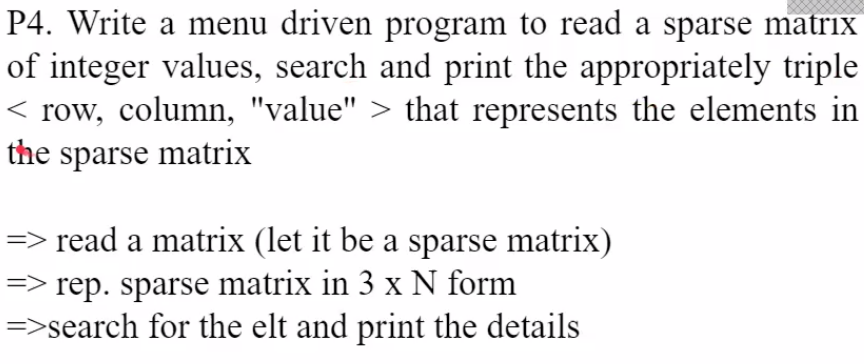 P4. Write a menu driven program to read a sparse matrix
of integer values, search and print the appropriately triple
< row, column, "value" > that represents the elements in
the sparse matrix
=> read a matrix (let it be a sparse matrix)
=> rep. sparse matrix in 3 x N form
=>search for the elt and print the details